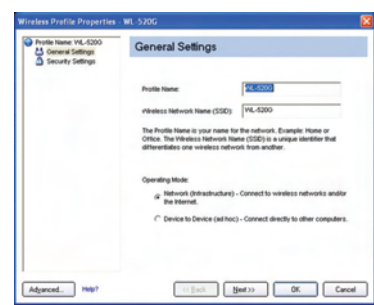 Wireless Profile Properties - WL-520G
Profile Name: WL-520G
General Settings
Security Settings
General Settings
Profile Name:
WL-520G
Wireless Network Name (SSID):
WL-520G
The Profile Name is your name for the network. Example: Home or
Office. The Wireless Network Name (SSID) is a unique identifier that
differentiates one wireless network from another.
Operating Mode:
Network (Infrastructure) - Connect to wireless networks and/or
the Internet.
Device to Device (ad hoc) - Connect directly to other computers.
Advanced...
Help?
<< Back
Next >>
OK
Cancel